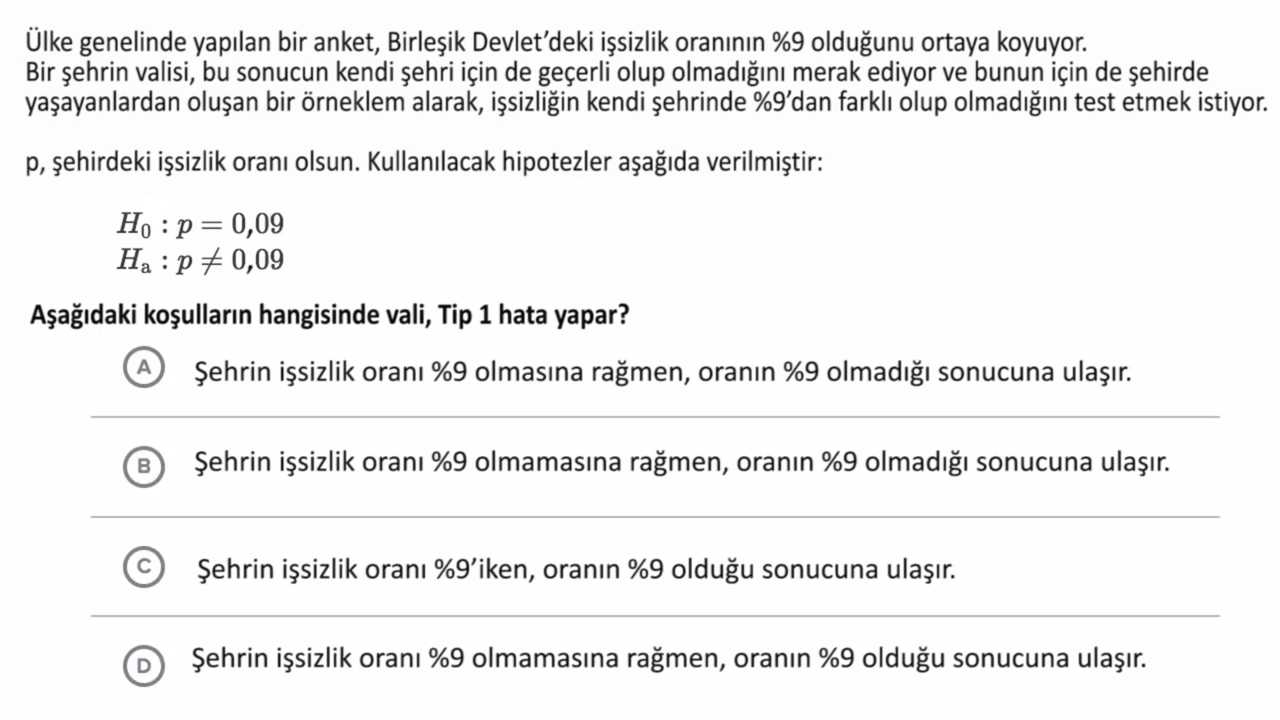 Ülke genelinde yapılan bir anket, Birleşik Devlet’deki işsizlik oranının %9 olduğunu ortaya koyuyor.
Bir şehrin valisi, bu sonucun kendi şehri için de geçerli olup olmadığını merak ediyor ve bunun için de şehirde
yaşayanlardan oluşan bir örneklem alarak, işsizliğin kendi şehrinde %9’dan farklı olup olmadığını test etmek istiyor.
p, şehirdeki işsizlik oranı olsun. Kullanılacak hipotezler aşağıda verilmiştir:
H₀ : p = 0,09
Hₐ : p ≠ 0,09
Aşağıdaki koşulların hangisinde vali, Tip 1 hata yapar?
A Şehrin işsizlik oranı %9 olmasına rağmen, oranın %9 olmadığı sonucuna ulaşır.
B Şehrin işsizlik oranı %9 olmamasına rağmen, oranın %9 olmadığı sonucuna ulaşır.
C Şehrin işsizlik oranı %9’iken, oranın %9 olduğu sonucuna ulaşır.
D Şehrin işsizlik oranı %9 olmamasına rağmen, oranın %9 olduğu sonucuna ulaşır.